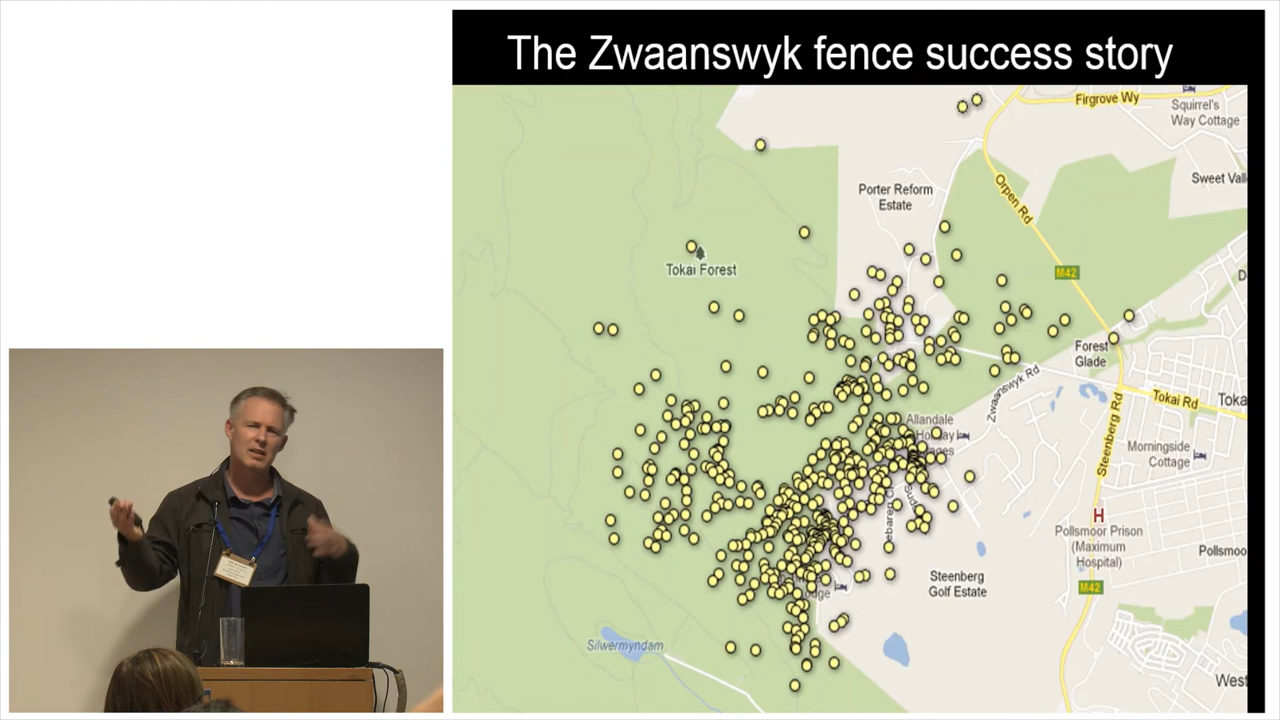 The Zwaanswyk fence success story
Firgrove Wy
Squirrel's
Way Cottage
Sweet Vall
Porter Reform
Estate
Orpen Rd
M42
Tokai Forest
Forest
Glade
Zwaanswyk Rd
Tokai Rd
Toka
Allandale
Steenberg Rd
Morningside
Cottage
H
Pollsmoor Prison
(Maximum
Hospital)
Pollsmoo
Steenberg
Golf Estate
M42
Silwermyndam
West